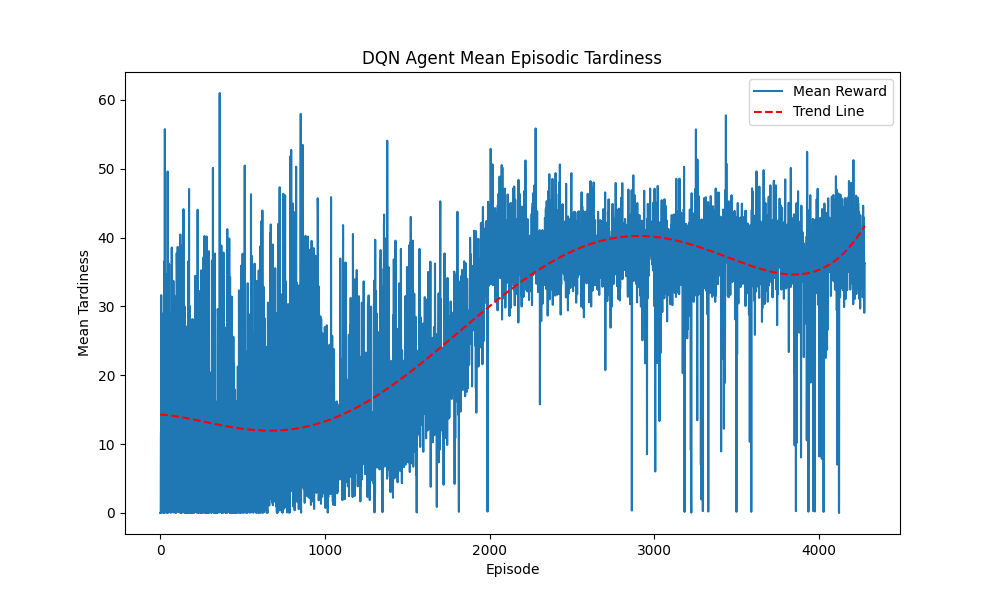 DQN Agent Mean Episodic Tardiness
Mean Reward
Trend Line
60
50
40
30
20
10
0
Mean Tardiness
0 1000 2000 3000 4000
Episode